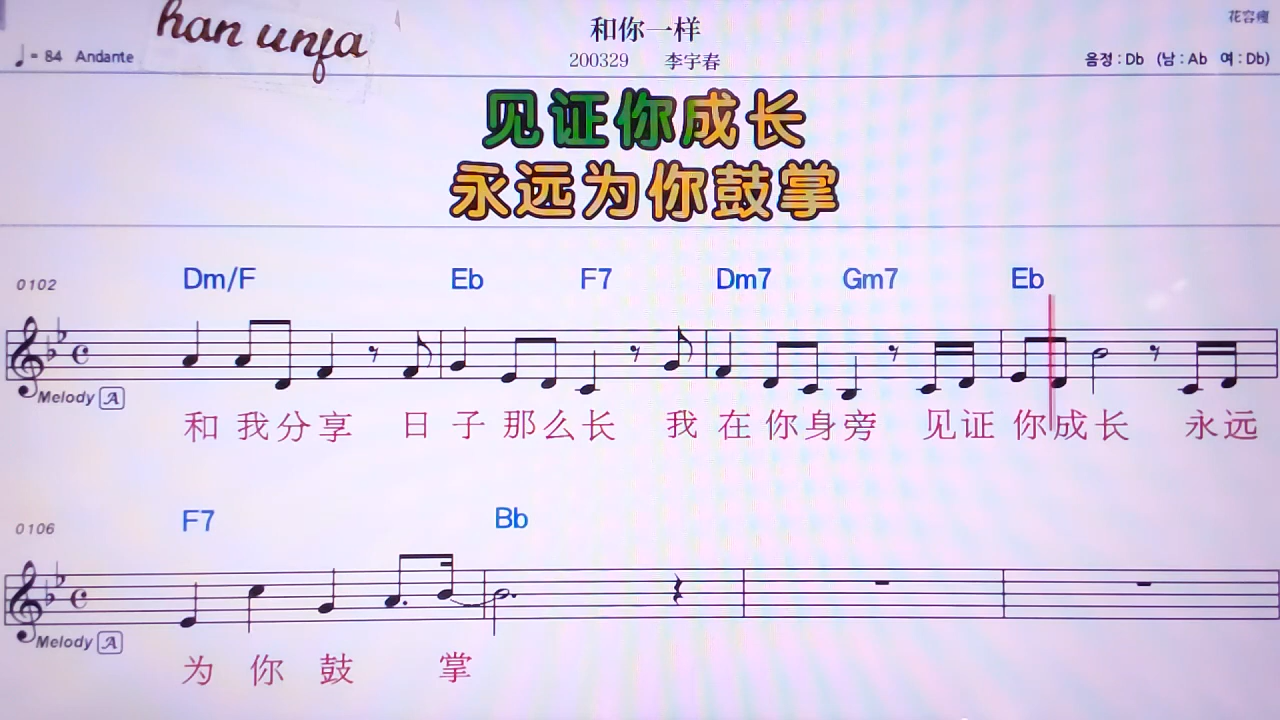 han unfa
和你一样
花容瘦
♩= 84 Andante
200329 李宇春
음정 : Db (남 : Ab 여 : Db)
见证你成长
永远为你鼓掌
0102 Dm/F Eb F7 Dm7 Gm7 Eb
Melody A
和 我分享 日 子 那么长 我 在 你身旁 见证 你成长 永远
0106 F7 Bb
Melody A
为 你 鼓 掌